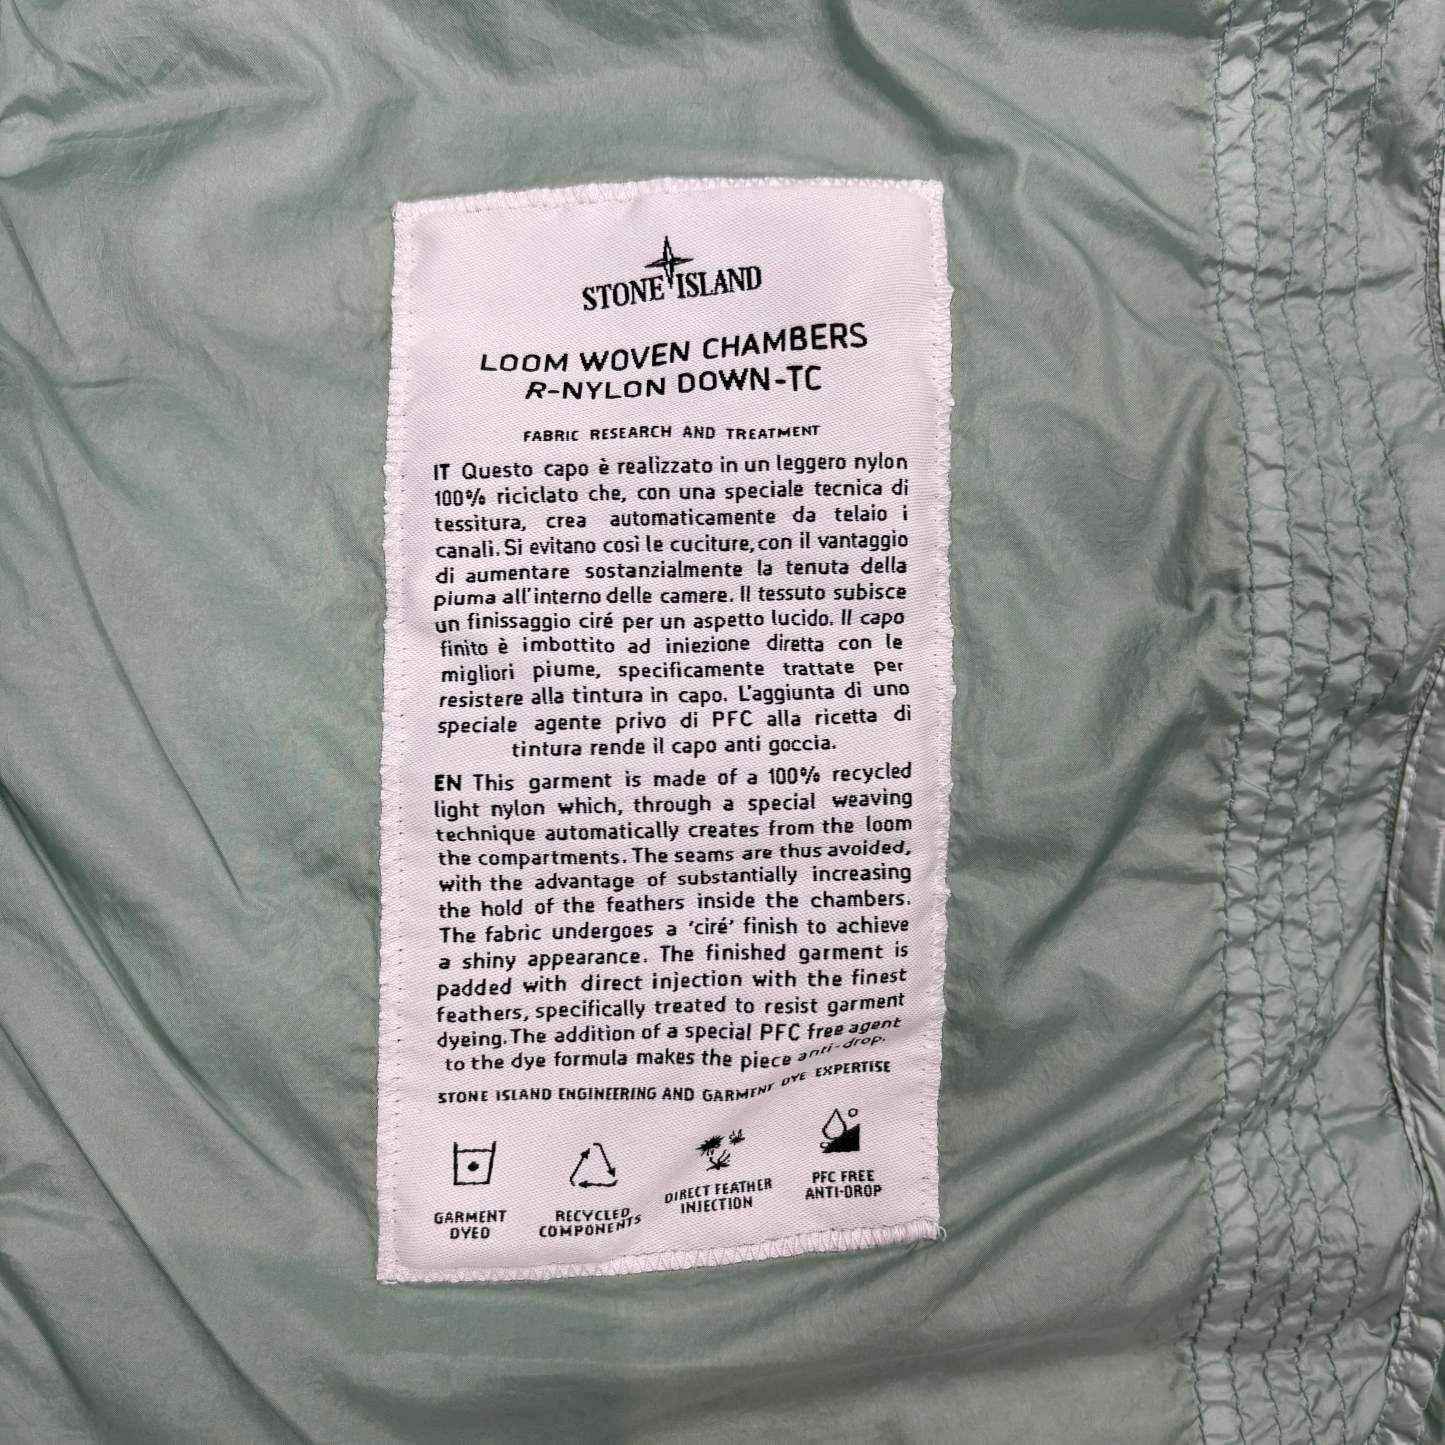 STONE ISLAND
LOOM WOVEN CHAMBERS
R-NYLON DOWN-TC
FABRIC RESEARCH AND TREATMENT
IT Questo capo è realizzato in un leggero nylon
100% riciclato che, con una speciale tecnica di
tessitura, crea automaticamente da telaio i
canali. Si evitano così le cuciture, con il vantaggio
di aumentare sostanzialmente la tenuta della
piuma all'interno delle camere. Il tessuto subisce
un finissaggio ciré per un aspetto lucido. Il capo
finito è imbottito ad iniezione diretta con le
migliori piume, specificamente trattate per
resistere alla tintura in capo. L'aggiunta di uno
speciale agente privo di PFC alla ricetta di
tintura rende il capo anti goccia.
EN This garment is made of a 100% recycled
light nylon which, through a special weaving
technique automatically creates from the loom
the compartments. The seams are thus avoided,
with the advantage of substantially increasing
the hold of the feathers inside the chambers.
The fabric undergoes a 'ciré' finish to achieve
a shiny appearance. The finished garment is
padded with direct injection with the finest
feathers, specifically treated to resist garment
dyeing. The addition of a special PFC free agent
to the dye formula makes the piece anti-drop.
STONE ISLAND ENGINEERING AND GARMENT DYE EXPERTISE
GARMENT
DYED
RECYCLED
COMPONENTS
DIRECT FEATHER
INJECTION
PFC FREE
ANTI-DROP